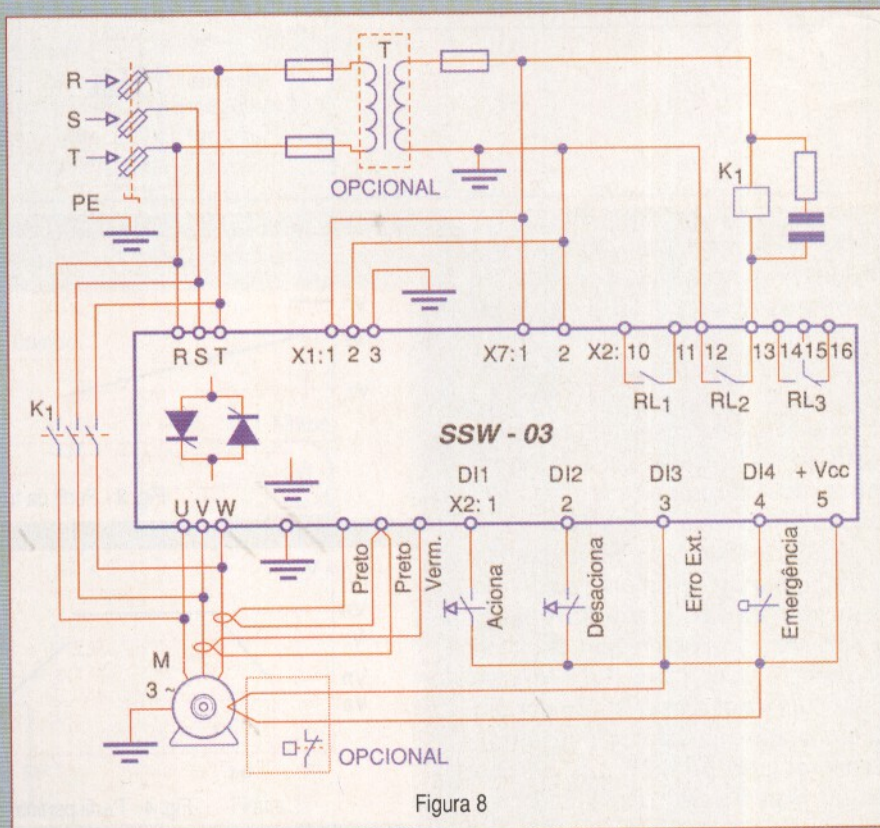 R
S
T
PE
T
OPCIONAL
K1
R S T
X1: 1 2 3
X7: 1 2
X2: 10 11 12 13 14 15 16
RL1
RL2
RL3
K1
SSW - 03
DI1
DI2
DI3
DI4
+ Vcc
X2: 1
2
3
4
5
U V W
Preto
Preto
Verm.
Aciona
Desaciona
Erro Ext.
Emergência
M
3 ~
OPCIONAL
Figura 8